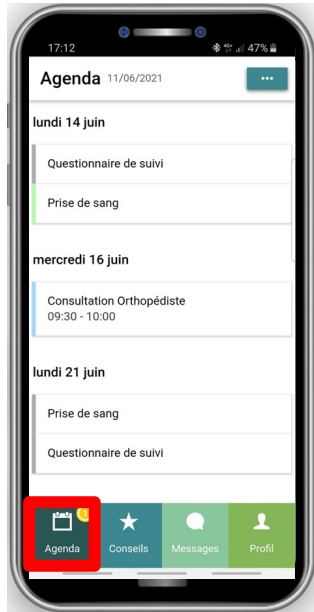 17:12 47%
Agenda 11/06/2021
lundi 14 juin
Questionnaire de suivi
Prise de sang
mercredi 16 juin
Consultation Orthopédiste
09:30 - 10:00
lundi 21 juin
Prise de sang
Questionnaire de suivi
Agenda Conseils Messages Profil